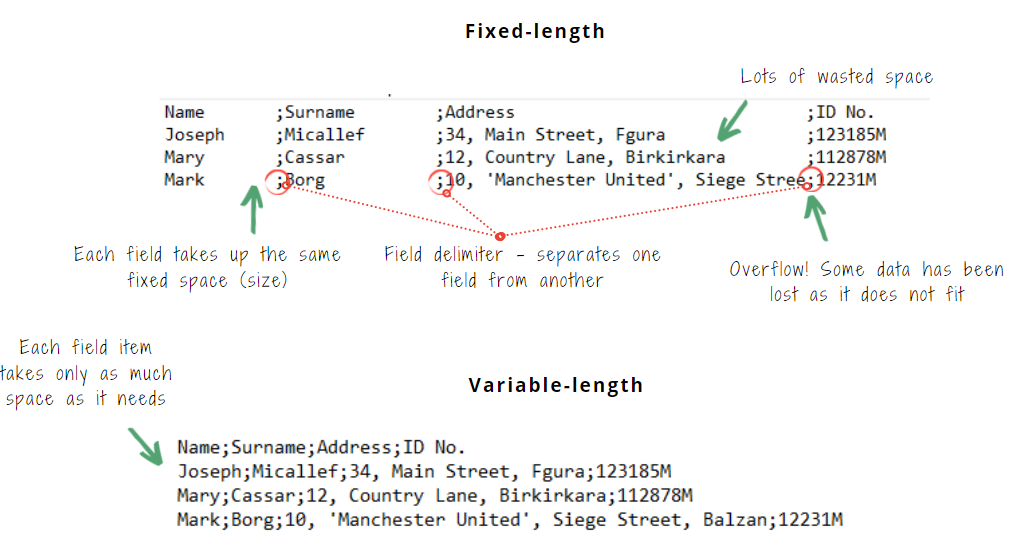 Fixed-length
Lots of wasted space
Name ;Surname ;Address ;ID No.
Joseph ;Micallef ;34, Main Street, Fgura ;123185M
Mary ;Cassar ;12, Country Lane, Birkirkara ;112878M
Mark ;Borg ;10, 'Manchester United', Siege Stree;12231M
Each field takes up the same
fixed space (size)
Field delimiter - separates one
field from another
Overflow! Some data has been
lost as it does not fit
Each field item
takes only as much
space as it needs
Variable-length
Name;Surname;Address;ID No.
Joseph;Micallef;34, Main Street, Fgura;123185M
Mary;Cassar;12, Country Lane, Birkirkara;112878M
Mark;Borg;10, 'Manchester United', Siege Street, Balzan;12231M